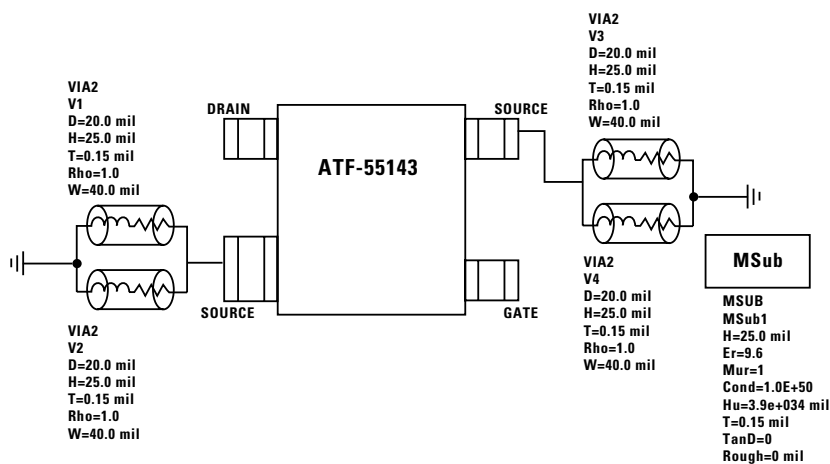 VIA2
V3
D=20.0 mil
H=25.0 mil
T=0.15 mil
Rho=1.0
W=40.0 mil
VIA2
V1
D=20.0 mil
H=25.0 mil
T=0.15 mil
Rho=1.0
W=40.0 mil
DRAIN
SOURCE
ATF-55143
SOURCE
GATE
VIA2
V2
D=20.0 mil
H=25.0 mil
T=0.15 mil
Rho=1.0
W=40.0 mil
VIA2
V4
D=20.0 mil
H=25.0 mil
T=0.15 mil
Rho=1.0
W=40.0 mil
MSub
MSUB
MSub1
H=25.0 mil
Er=9.6
Mur=1
Cond=1.0E+50
Hu=3.9e+034 mil
T=0.15 mil
TanD=0
Rough=0 mil